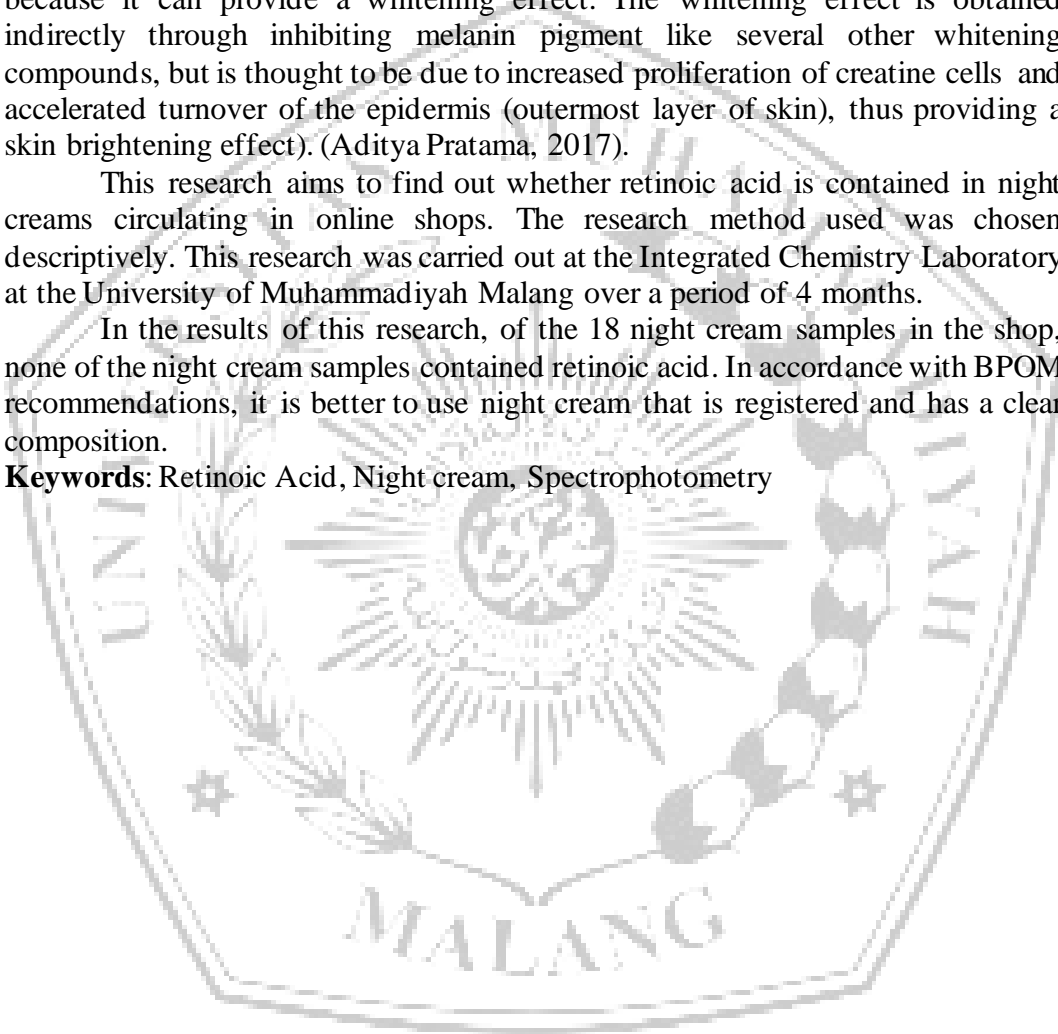 because it can provide a whitening effect. The whitening effect is obtained
indirectly through inhibiting melanin pigment like several other whitening
compounds, but is thought to be due to increased proliferation of creatine cells and
accelerated turnover of the epidermis (outermost layer of skin), thus providing a
skin brightening effect). (Aditya Pratama, 2017).
This research aims to find out whether retinoic acid is contained in night
creams circulating in online shops. The research method used was chosen
descriptively. This research was carried out at the Integrated Chemistry Laboratory
at the University of Muhammadiyah Malang over a period of 4 months.
In the results of this research, of the 18 night cream samples in the shop,
none of the night cream samples contained retinoic acid. In accordance with BPOM
recommendations, it is better to use night cream that is registered and has a clear
composition.
Keywords: Retinoic Acid, Night cream, Spectrophotometry
MALANG